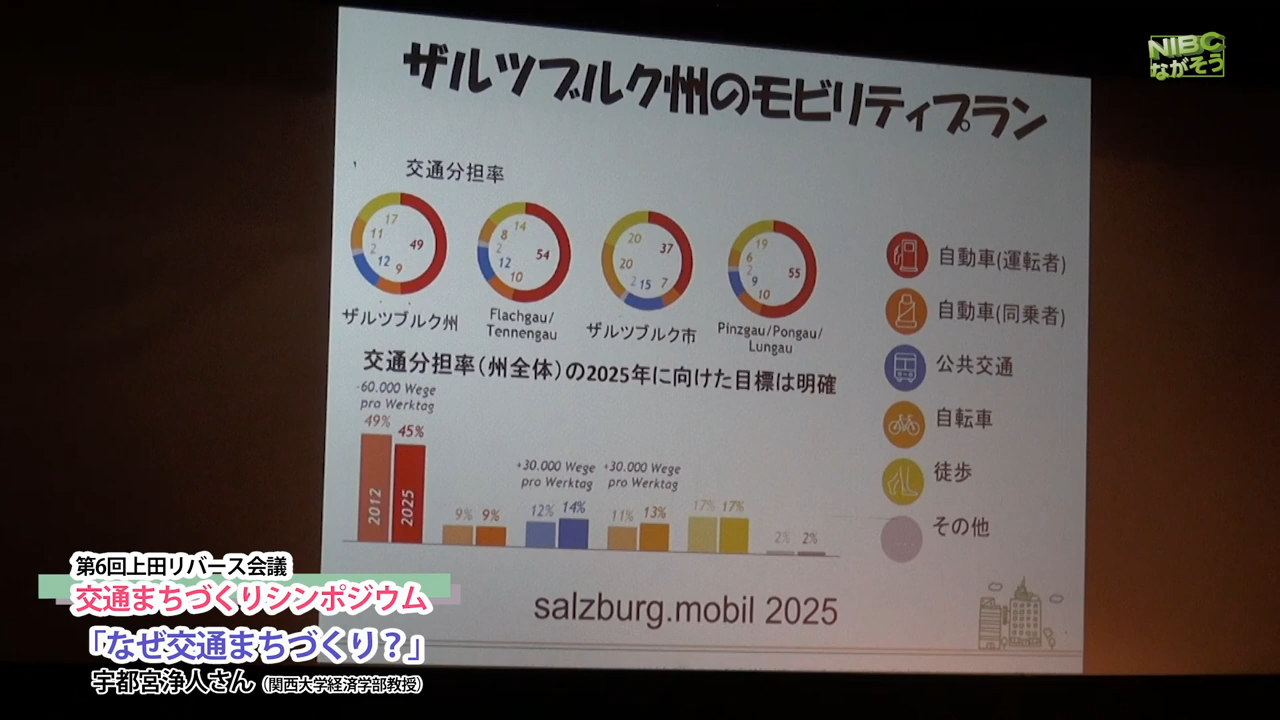 NIBC
ながそう
ザルツブルク州のモビリティプラン
交通分担率
17
11
2
12
9
49
ザルツブルク州
14
8
2
12
10
54
Flachgau/
Tennengau
20
20
2
15
7
37
ザルツブルク市
19
6
2
9
10
55
Pinzgau/Pongau/
Lungau
自動車(運転者)
自動車(同乗者)
公共交通
自転車
徒歩
その他
交通分担率(州全体)の2025年に向けた目標は明確
-60.000 Wege
pro Werktag
49%
45%
2012
2025
9%
9%
+30.000 Wege
pro Werktag
12%
14%
+30.000 Wege
pro Werktag
11%
13%
17%
17%
2%
2%
salzburg.mobil 2025
第6回上田リバース会議
交通まちづくりシンポジウム
「なぜ交通まちづくり?」
宇都宮浄人さん(関西大学経済学部教授)